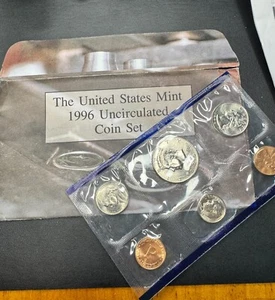 The United States Mint
1996 Uncirculated
Coin Set